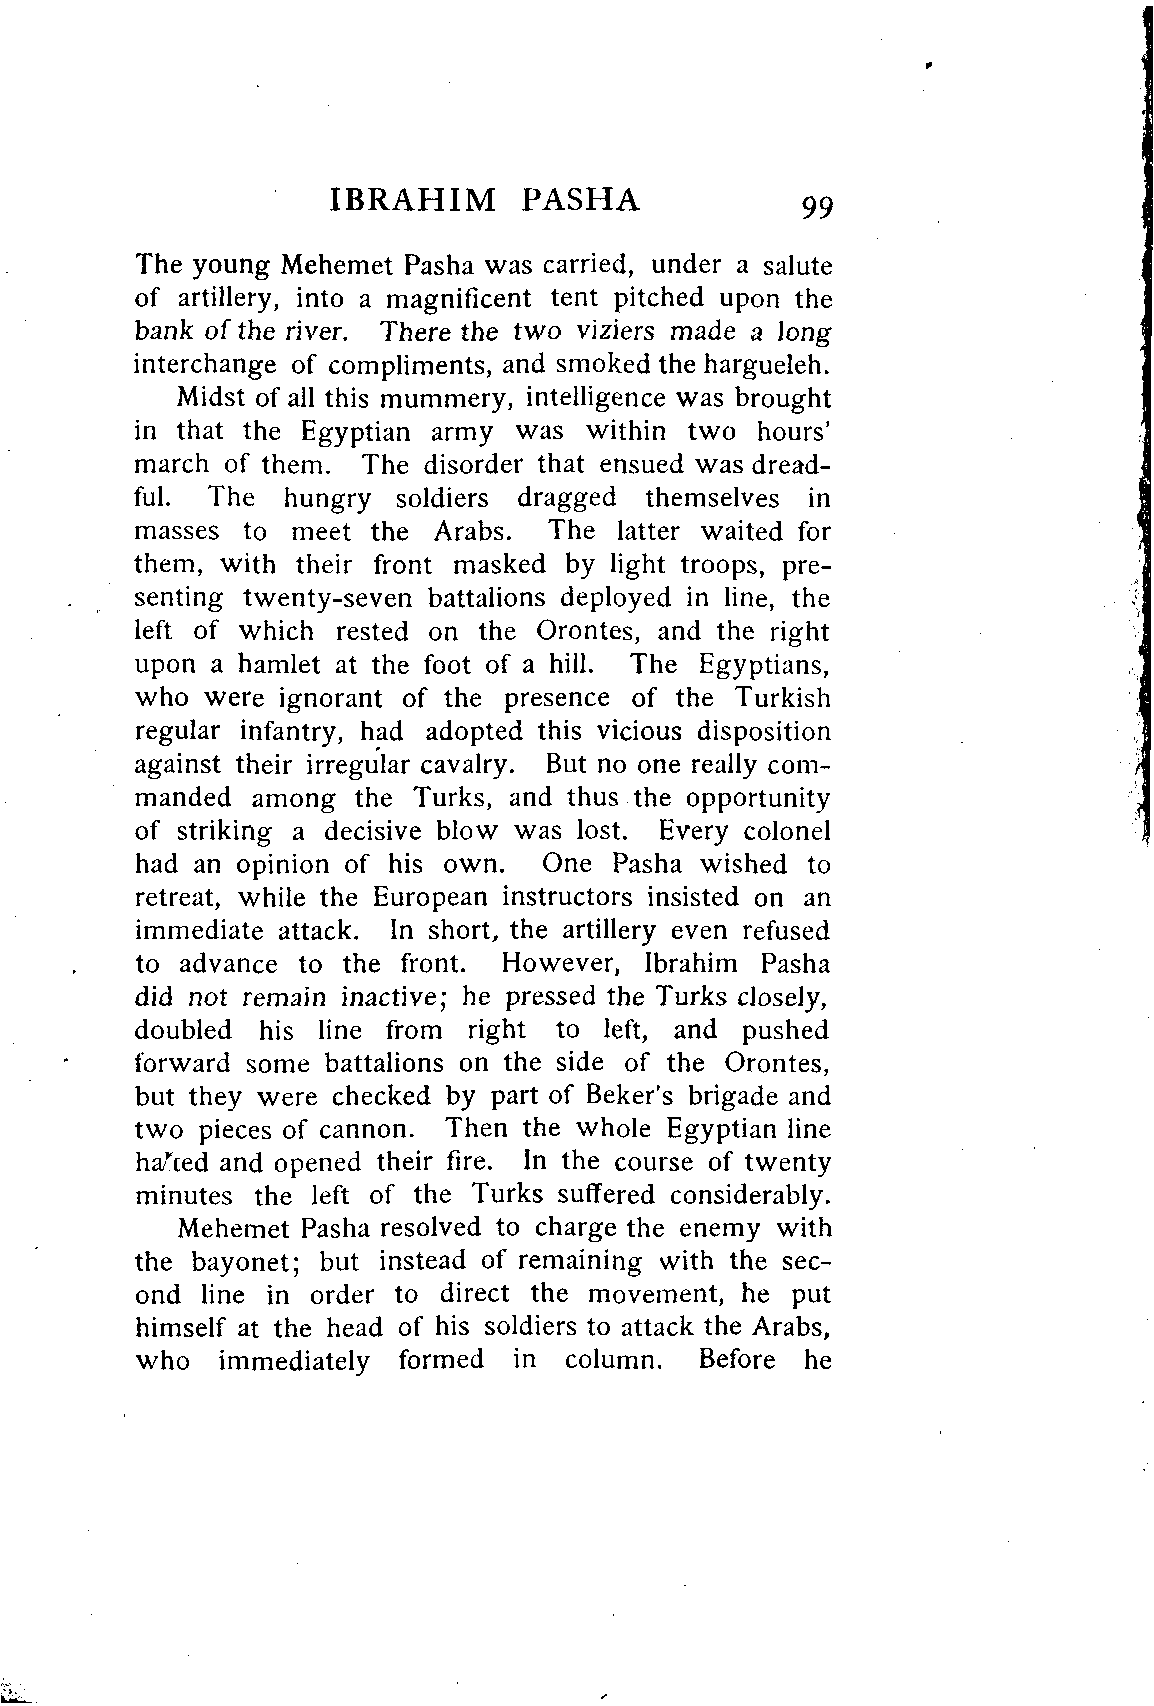 IBRAHIM PASHA 99
The young Mehemet Pasha was carried, under a salute
of artillery, into a magnificent tent pitched upon the
bank of the river. There the two viziers made a long
interchange of compliments, and smoked the hargueleh.
Midst of all this mummery, intelligence was brought
in that the Egyptian army was within two hours'
march of them. The disorder that ensued was dread-
ful. The hungry soldiers dragged themselves in
masses to meet the Arabs. The latter waited for
them, with their front masked by light troops, pre-
senting twenty-seven battalions deployed in line, the
left of which rested on the Orontes, and the right
upon a hamlet at the foot of a hill. The Egyptians,
who were ignorant of the presence of the Turkish
regular infantry, had adopted this vicious disposition
against their irregular cavalry. But no one really com-
manded among the Turks, and thus the opportunity
of striking a decisive blow was lost. Every colonel
had an opinion of his own. One Pasha wished to
retreat, while the European instructors insisted on an
immediate attack. In short, the artillery even refused
to advance to the front. However, Ibrahim Pasha
did not remain inactive; he pressed the Turks closely,
doubled his line from right to left, and pushed
forward some battalions on the side of the Orontes,
but they were checked by part of Beker's brigade and
two pieces of cannon. Then the whole Egyptian line
halted and opened their fire. In the course of twenty
minutes the left of the Turks suffered considerably.
Mehemet Pasha resolved to charge the enemy with
the bayonet; but instead of remaining with the sec-
ond line in order to direct the movement, he put
himself at the head of his soldiers to attack the Arabs,
who immediately formed in column. Before he